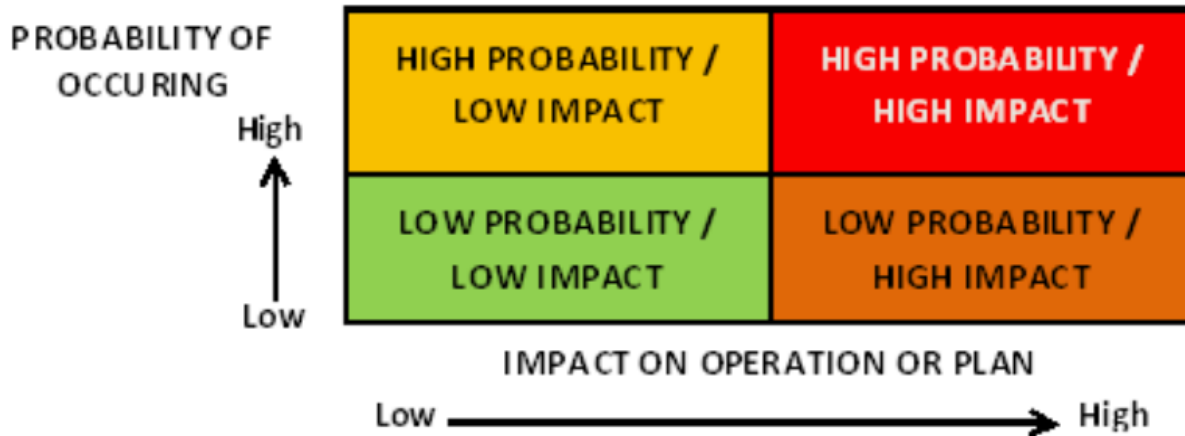 PROBABILITY OF
OCCURING
High
Low
HIGH PROBABILITY /
LOW IMPACT
HIGH PROBABILITY /
HIGH IMPACT
LOW PROBABILITY /
LOW IMPACT
LOW PROBABILITY /
HIGH IMPACT
IMPACT ON OPERATION OR PLAN
Low
High